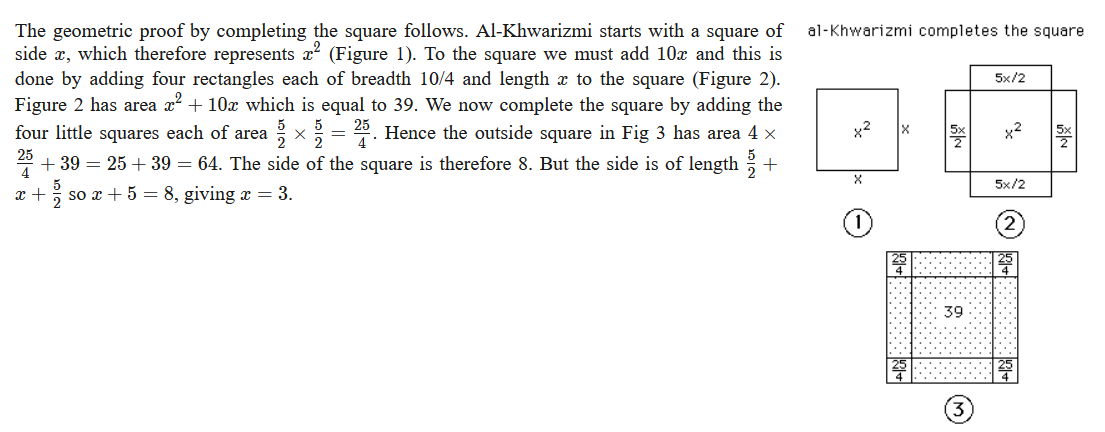 The geometric proof by completing the square follows. Al-Khwarizmi starts with a square of
side x, which therefore represents x² (Figure 1). To the square we must add 10x and this is
done by adding four rectangles each of breadth 10/4 and length x to the square (Figure 2).
Figure 2 has area x² + 10x which is equal to 39. We now complete the square by adding the
four little squares each of area 5/2 × 5/2 = 25/4. Hence the outside square in Fig 3 has area 4 ×
25/4 + 39 = 25 + 39 = 64. The side of the square is therefore 8. But the side is of length 5/2 +
x + 5/2 so x + 5 = 8, giving x = 3.
al-Khwarizmi completes the square
x²
x
x
1
5x/2
5x/2
x²
5x/2
5x/2
2
25/4
25/4
39
25/4
25/4
3